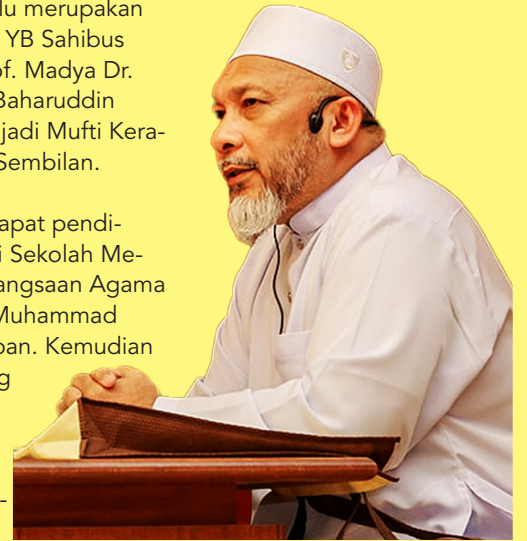 lu merupakan
YB Sahibus
of. Madya Dr.
Baharuddin
jadi Mufti Kera-
Sembilan.
apat pendi-
i Sekolah Me-
angsaan Agama
Muhammad
ban. Kemudian
g
-